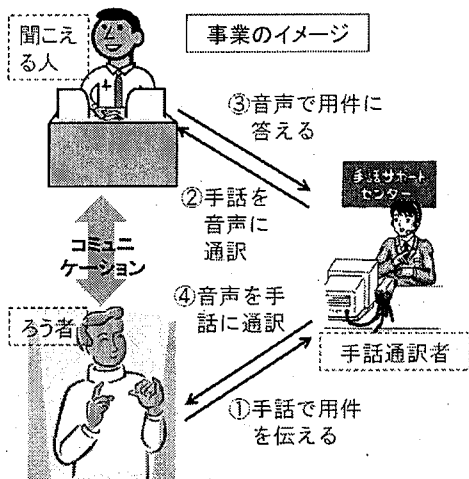 聞こえ
る人
事業のイメージ
③音声で用件に
答える
②手話を
音声に
通訳
手話サポート
センター
コミュニ
ケーション
④音声を手
話に通訳
ろう者
手話通訳者
①手話で用件
を伝える